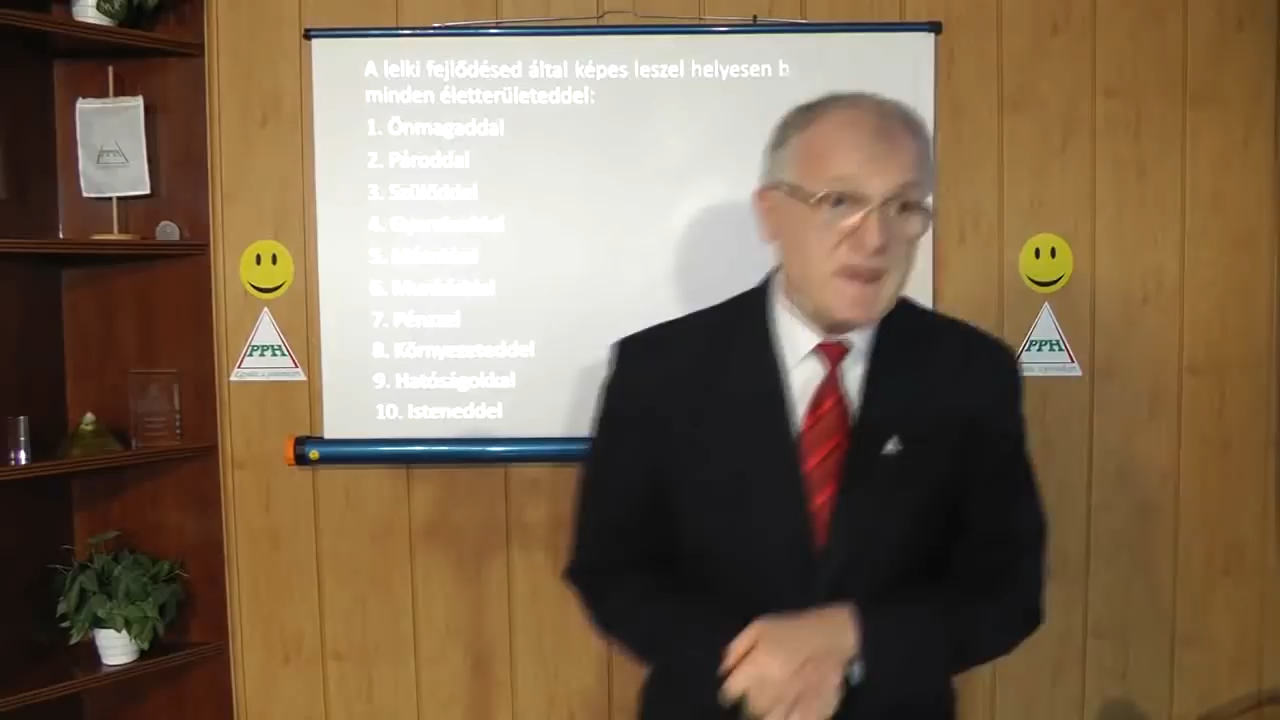 A lelki fejlődésed által képes leszel helyesen b
minden életterületeddel:
1. Önmagaddal
2. Pároddal
3. Szülőddel
4. Gyermekeddel
5.
6.
7. Pénzzel
8. Környezeteddel
9. Hatóságokkal
10. Isteneddel
PPH
PPH